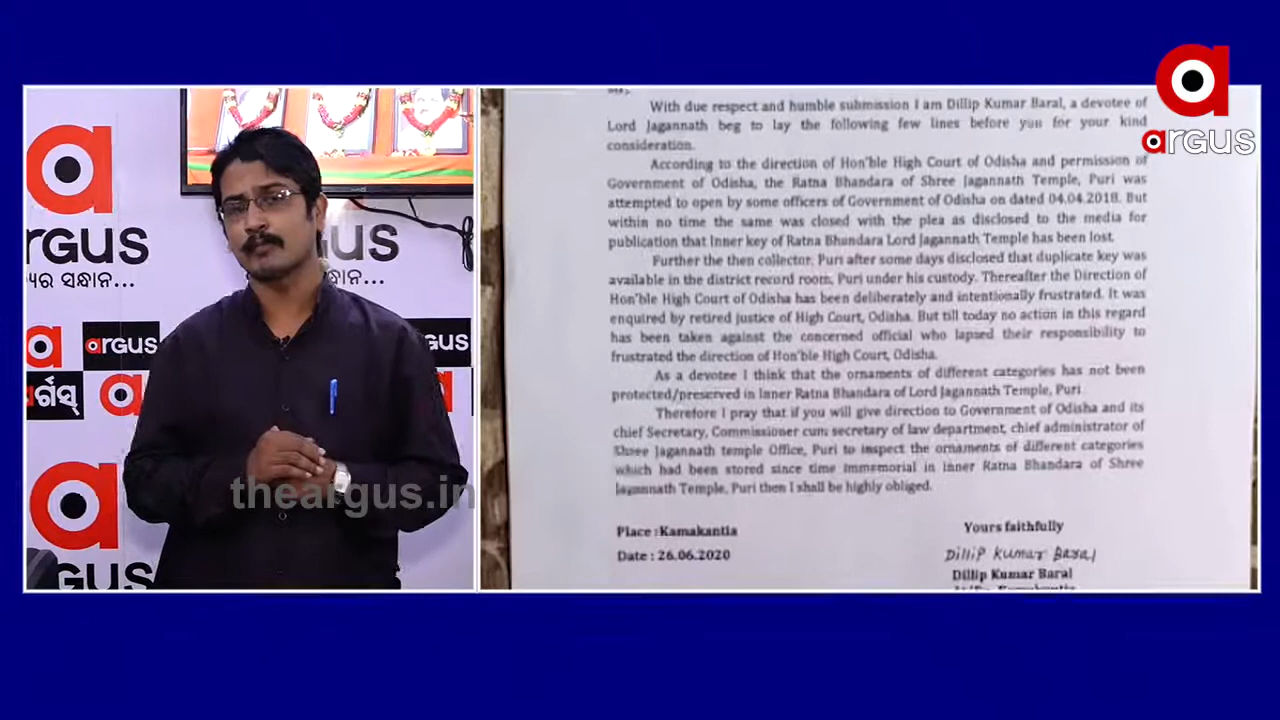 argus
argus
ୟର ସନ୍ଧାନ...
argus
ର୍ଗସ୍
argus
theargus.in
With due respect and humble submission I am Dillip Kumar Baral, a devotee of
Lord Jagannath beg to lay the following few lines before you for your kind
consideration.
According to the direction of Hon'ble High Court of Odisha and permission of
Government of Odisha, the Ratna Bhandara of Shree Jagannath Temple, Puri was
attempted to open by some officers of Government of Odisha on dated 04.04.2018. But
within no time the same was closed with the plea as disclosed to the media for
publication that Inner key of Ratna Bhandara Lord Jagannath Temple has been lost.
Further the then collector, Puri after some days disclosed that duplicate key was
available in the district record room, Puri under his custody. Thereafter the Direction of
Hon'ble High Court of Odisha has been deliberately and intentionally frustrated. It was
enquired by retired justice of High Court, Odisha. But till today no action in this regard
has been taken against the concerned official who lapsed their responsibility to
frustrated the direction of Hon'ble High Court, Odisha.
As a devotee I think that the ornaments of different categories has not been
protected/preserved in Inner Ratna Bhandara of Lord Jagannath Temple, Puri.
Therefore I pray that if you will give direction to Government of Odisha and its
chief Secretary, Commissioner cum secretary of law department, chief administrator of
Shree Jagannath temple Office, Puri to inspect the ornaments of different categories
which had been stored since time immemorial in Inner Ratna Bhandara of Shree
Jagannath Temple, Puri then I shall be highly obliged.
Place : Kamakantia
Yours faithfully
Date : 26.06.2020
Dillip Kumar Baral
Dillip Kumar Baral